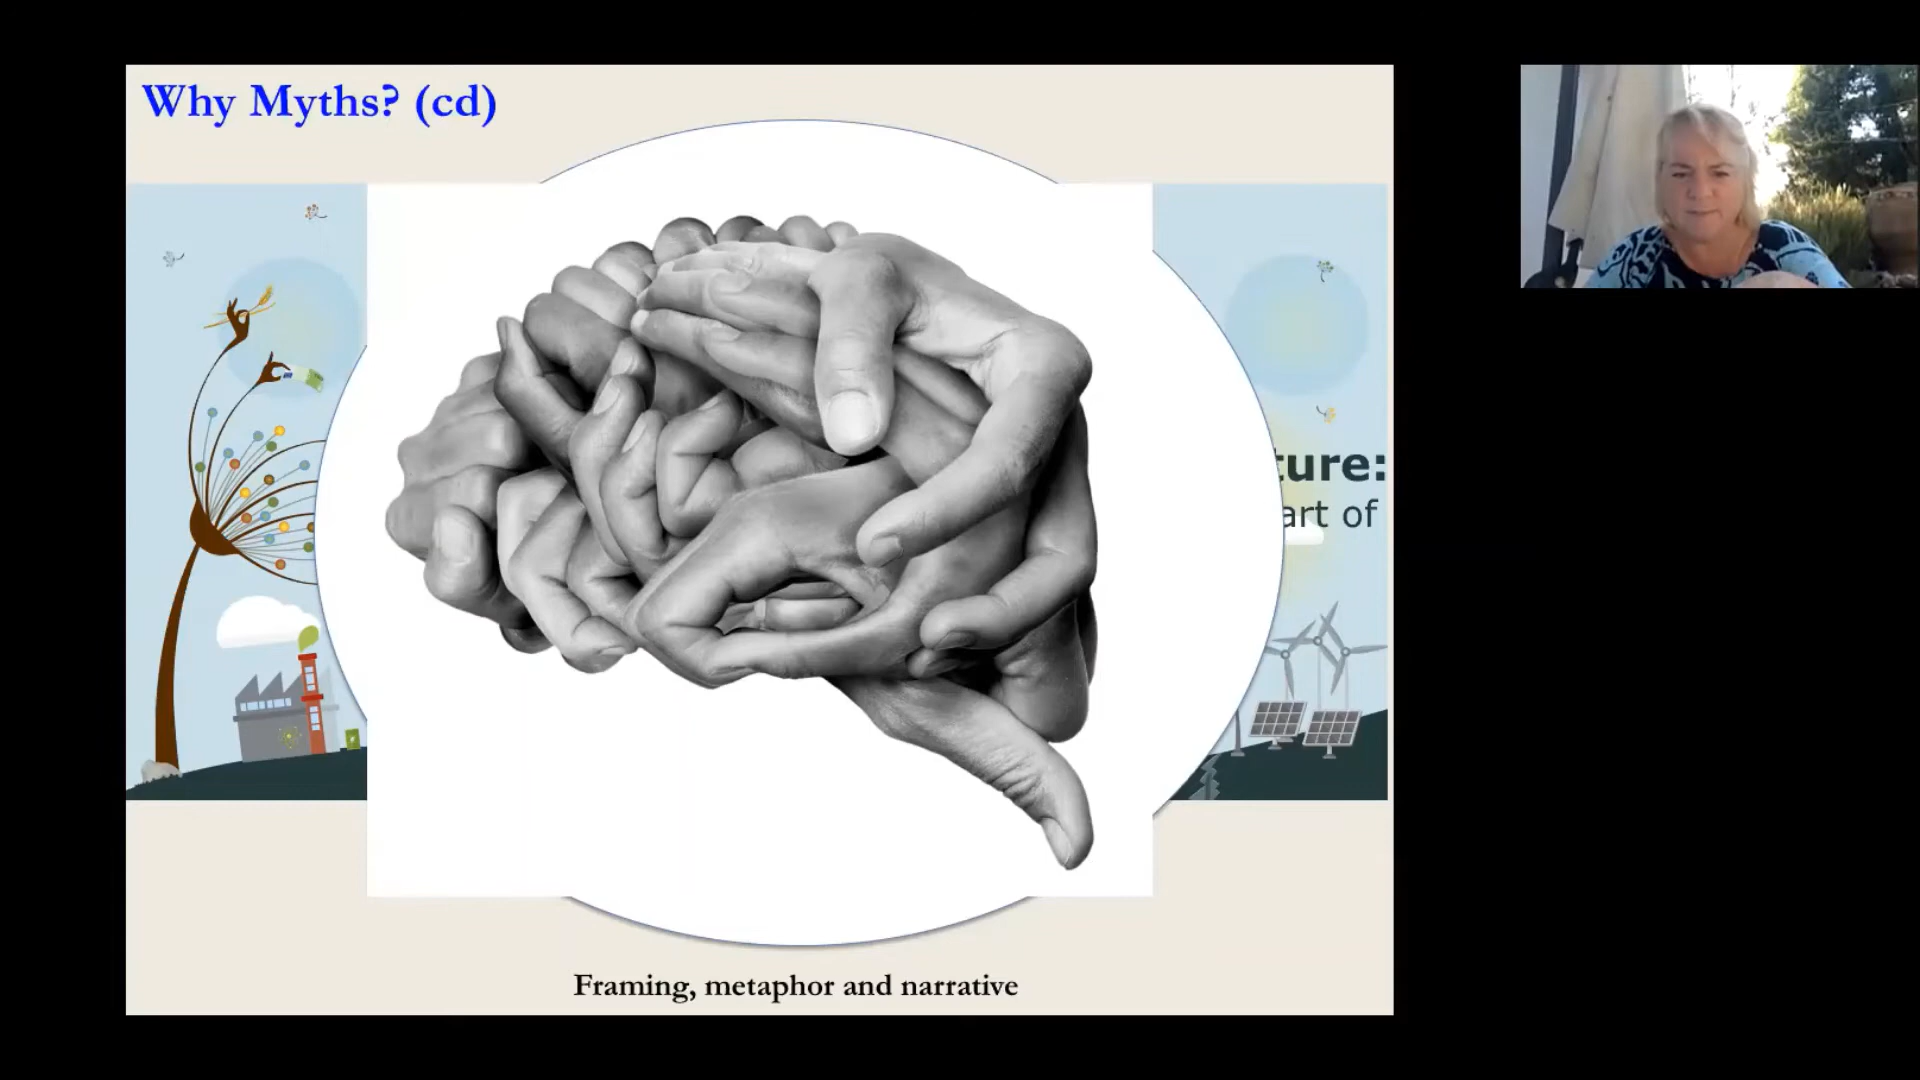 Why Myths? (cd)
ture:
art of
Framing, metaphor and narrative